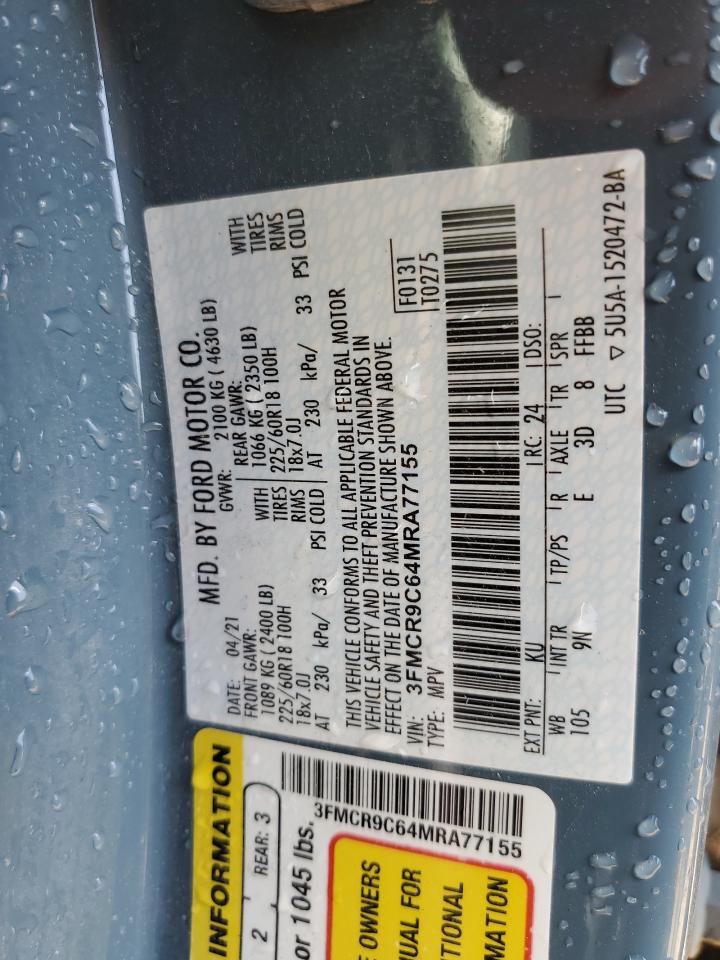 MFD. BY FORD MOTOR CO.
DATE: 04/21 GVWR: 2100 KG ( 4630 LB)
FRONT GAWR: REAR GAWR:
1089 KG ( 2400 LB) WITH 1066 KG ( 2350 LB) WITH
225/60R18 100H TIRES 225/60R18 100H TIRES
18x7.0J RIMS 18x7.0J RIMS
AT 230 kPa/ 33 PSI COLD AT 230 kPa/ 33 PSI COLD
THIS VEHICLE CONFORMS TO ALL APPLICABLE FEDERAL MOTOR
VEHICLE SAFETY AND THEFT PREVENTION STANDARDS IN
EFFECT ON THE DATE OF MANUFACTURE SHOWN ABOVE.
VIN: 3FMCR9C64MRA77155 F0131
TYPE: MPV T0275
EXT PNT: KU RC: 24 DSO:
WB INT TR TP/PS R AXLE TR SPR
105 9N E 3D 8 FFBB
UTC ▽ 5U5A-1520472-BA
INFORMATION
2 REAR: 3
or 1045 lbs.
3FMCR9C64MRA77155
OWNERS
UAL FOR
TIONAL
MATION